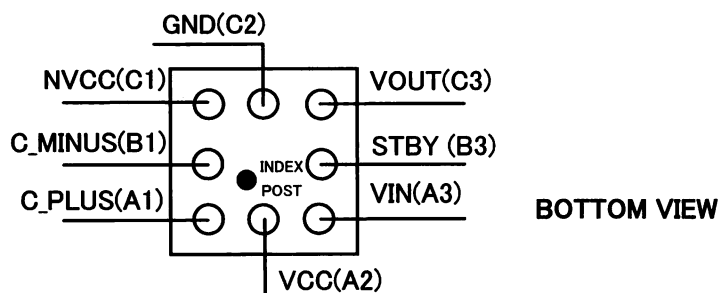 GND(C2)
NVCC(C1)
VOUT(C3)
C_MINUS(B1)
INDEX
POST
STBY (B3)
C_PLUS(A1)
VIN(A3)
BOTTOM VIEW
VCC(A2)